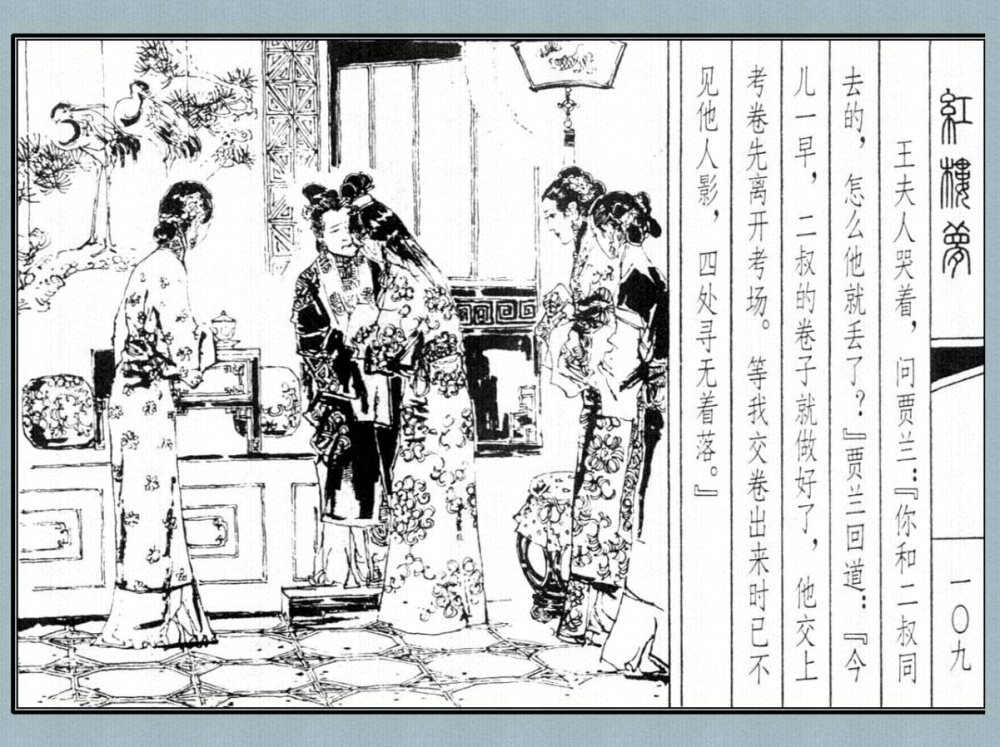 紅樓夢
一〇九
王夫人哭着，问贾兰：『你和二叔同
去的，怎么他就丢了？』贾兰回道：『今
儿一早，二叔的卷子就做好了，他交上
考卷先离开考场。等我交卷出来时已不
见他人影，四处寻无着落。』